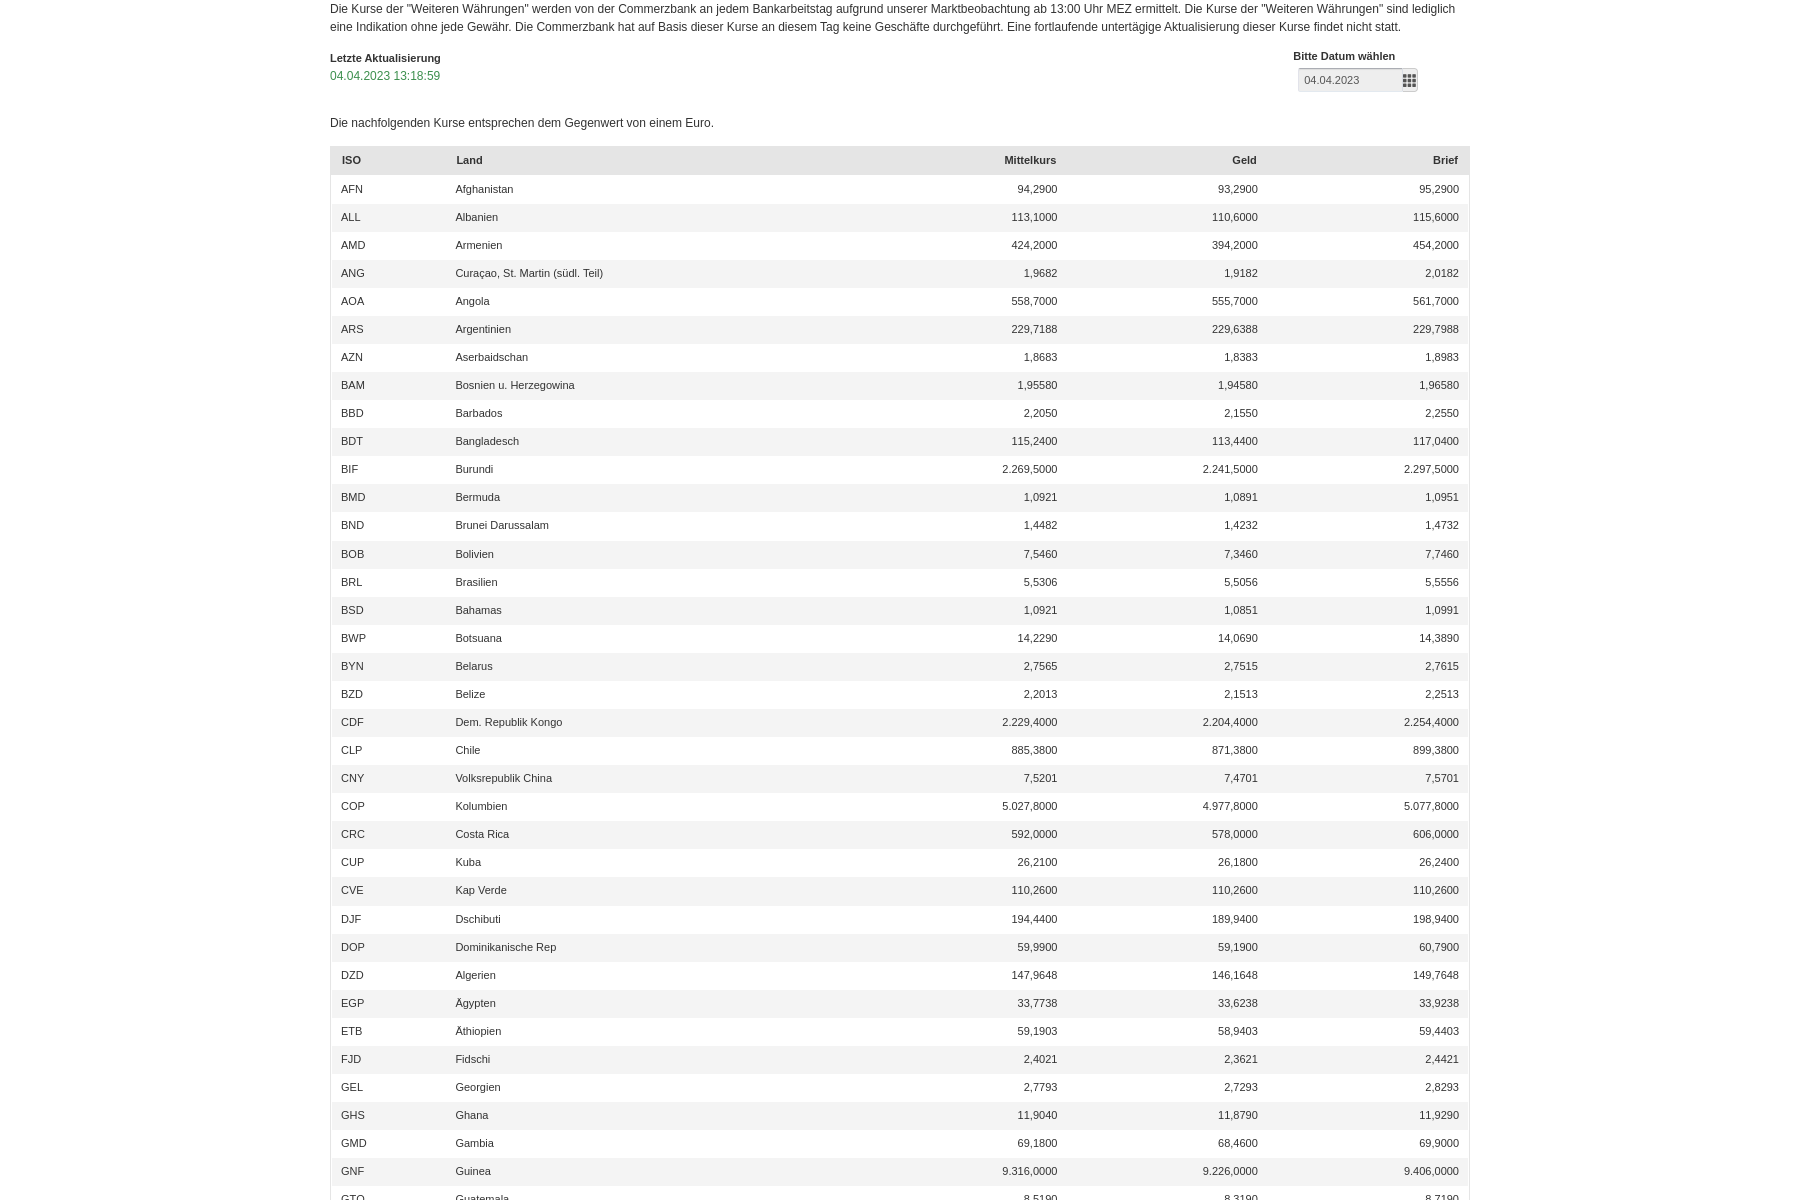 Die Kurse der "Weiteren Währungen" werden von der Commerzbank an jedem Bankarbeitstag aufgrund unserer Marktbeobachtung ab 13:00 Uhr MEZ ermittelt. Die Kurse der "Weiteren Währungen" sind lediglich
eine Indikation ohne jede Gewähr. Die Commerzbank hat auf Basis dieser Kurse an diesem Tag keine Geschäfte durchgeführt. Eine fortlaufende untertägige Aktualisierung dieser Kurse findet nicht statt.
Letzte Aktualisierung
04.04.2023 13:18:59
Bitte Datum wählen
04.04.2023
Die nachfolgenden Kurse entsprechen dem Gegenwert von einem Euro.
ISO Land Mittelkurs Geld Brief
AFN Afghanistan 94,2900 93,2900 95,2900
ALL Albanien 113,1000 110,6000 115,6000
AMD Armenien 424,2000 394,2000 454,2000
ANG Curaçao, St. Martin (südl. Teil) 1,9682 1,9182 2,0182
AOA Angola 558,7000 555,7000 561,7000
ARS Argentinien 229,7188 229,6388 229,7988
AZN Aserbaidschan 1,8683 1,8383 1,8983
BAM Bosnien u. Herzegowina 1,95580 1,94580 1,96580
BBD Barbados 2,2050 2,1550 2,2550
BDT Bangladesch 115,2400 113,4400 117,0400
BIF Burundi 2.269,5000 2.241,5000 2.297,5000
BMD Bermuda 1,0921 1,0891 1,0951
BND Brunei Darussalam 1,4482 1,4232 1,4732
BOB Bolivien 7,5460 7,3460 7,7460
BRL Brasilien 5,5306 5,5056 5,5556
BSD Bahamas 1,0921 1,0851 1,0991
BWP Botsuana 14,2290 14,0690 14,3890
BYN Belarus 2,7565 2,7515 2,7615
BZD Belize 2,2013 2,1513 2,2513
CDF Dem. Republik Kongo 2.229,4000 2.204,4000 2.254,4000
CLP Chile 885,3800 871,3800 899,3800
CNY Volksrepublik China 7,5201 7,4701 7,5701
COP Kolumbien 5.027,8000 4.977,8000 5.077,8000
CRC Costa Rica 592,0000 578,0000 606,0000
CUP Kuba 26,2100 26,1800 26,2400
CVE Kap Verde 110,2600 110,2600 110,2600
DJF Dschibuti 194,4400 189,9400 198,9400
DOP Dominikanische Rep 59,9900 59,1900 60,7900
DZD Algerien 147,9648 146,1648 149,7648
EGP Ägypten 33,7738 33,6238 33,9238
ETB Äthiopien 59,1903 58,9403 59,4403
FJD Fidschi 2,4021 2,3621 2,4421
GEL Georgien 2,7793 2,7293 2,8293
GHS Ghana 11,9040 11,8790 11,9290
GMD Gambia 69,1800 68,4600 69,9000
GNF Guinea 9.316,0000 9.226,0000 9.406,0000
GTQ Guatemala 8,5190 8,3190 8,7190